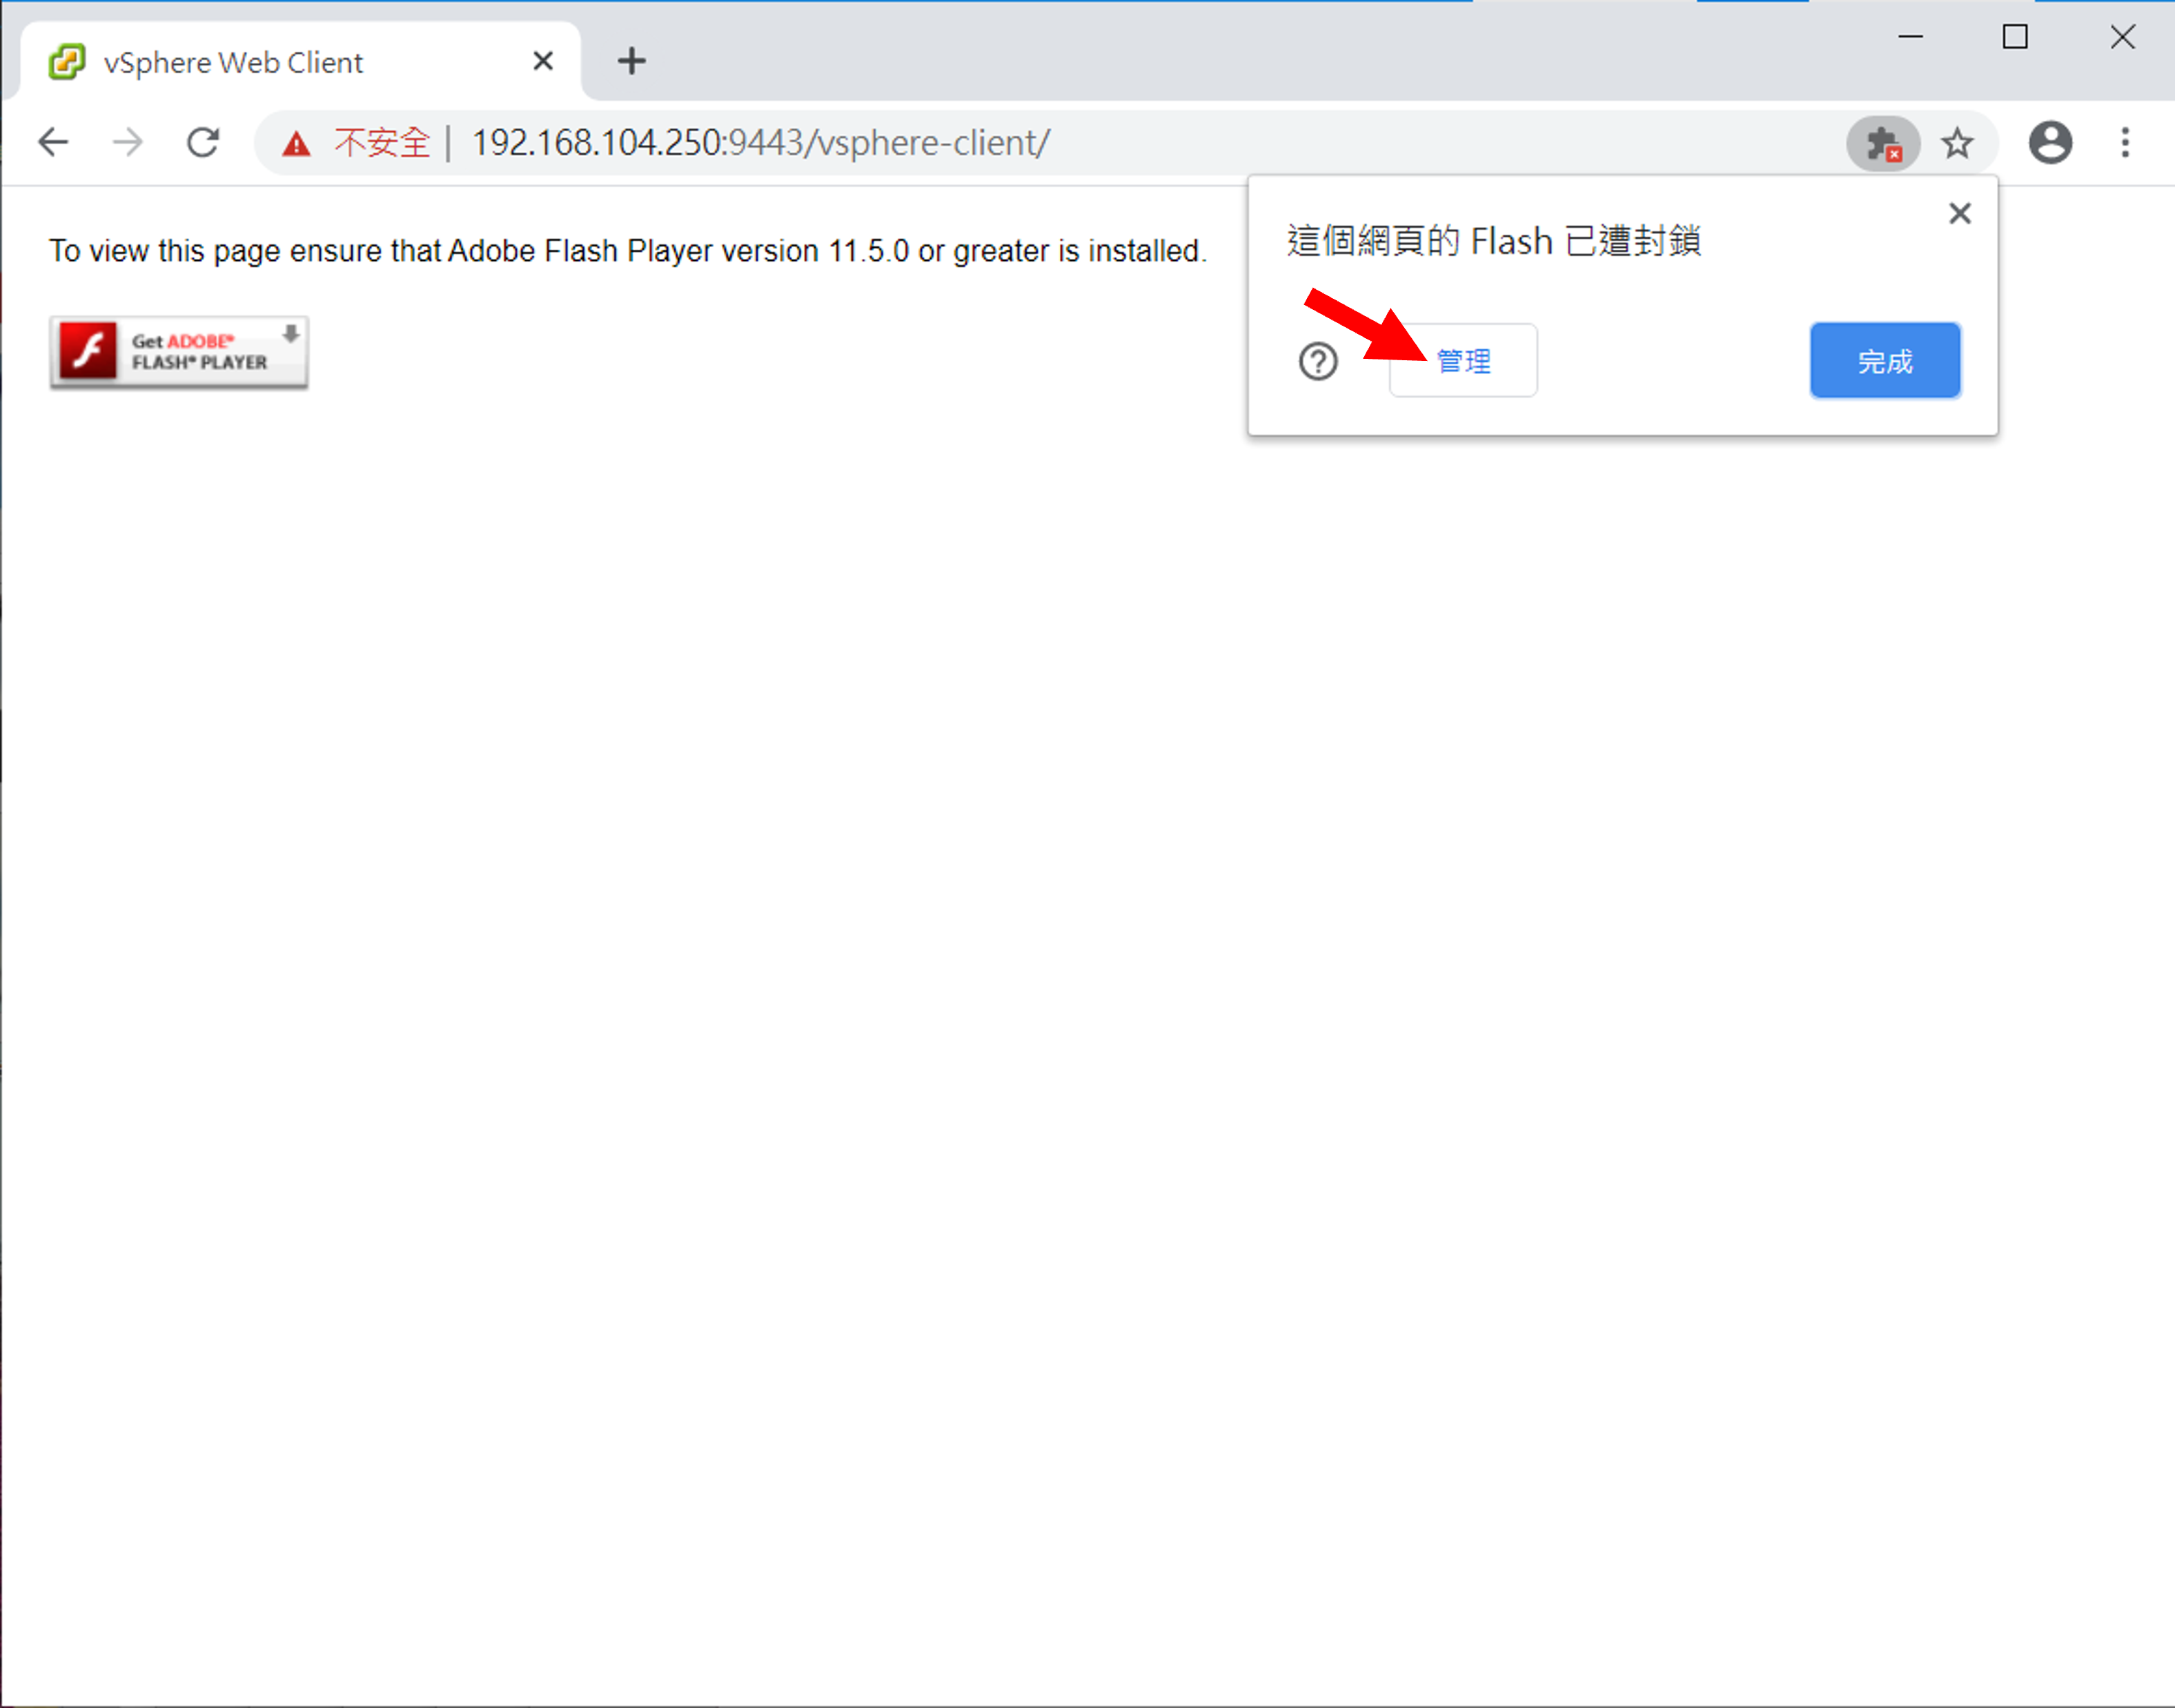 vSphere Web Client
不安全 | 192.168.104.250:9443/vsphere-client/
這個網頁的 Flash 已遭封鎖
管理
完成
To view this page ensure that Adobe Flash Player version 11.5.0 or greater is installed.
Get ADOBE®
FLASH® PLAYER